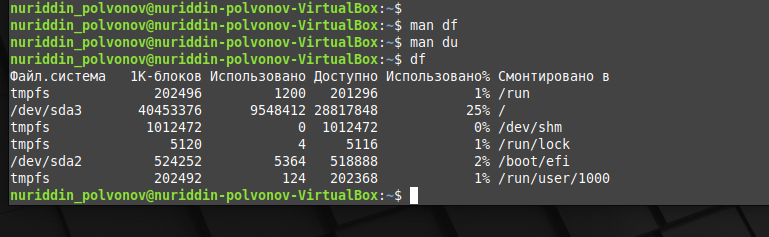 nuriddin_polvonov@nuriddin-polvonov-VirtualBox:~$
nuriddin_polvonov@nuriddin-polvonov-VirtualBox:~$ man df
nuriddin_polvonov@nuriddin-polvonov-VirtualBox:~$ man du
nuriddin_polvonov@nuriddin-polvonov-VirtualBox:~$ df
Файл.система 1K-блоков Использовано Доступно Использовано% Смонтировано в
tmpfs 202496 1200 201296 1% /run
/dev/sda3 40453376 9548412 28817848 25% /
tmpfs 1012472 0 1012472 0% /dev/shm
tmpfs 5120 4 5116 1% /run/lock
/dev/sda2 524252 5364 518888 2% /boot/efi
tmpfs 202492 124 202368 1% /run/user/1000
nuriddin_polvonov@nuriddin-polvonov-VirtualBox:~$